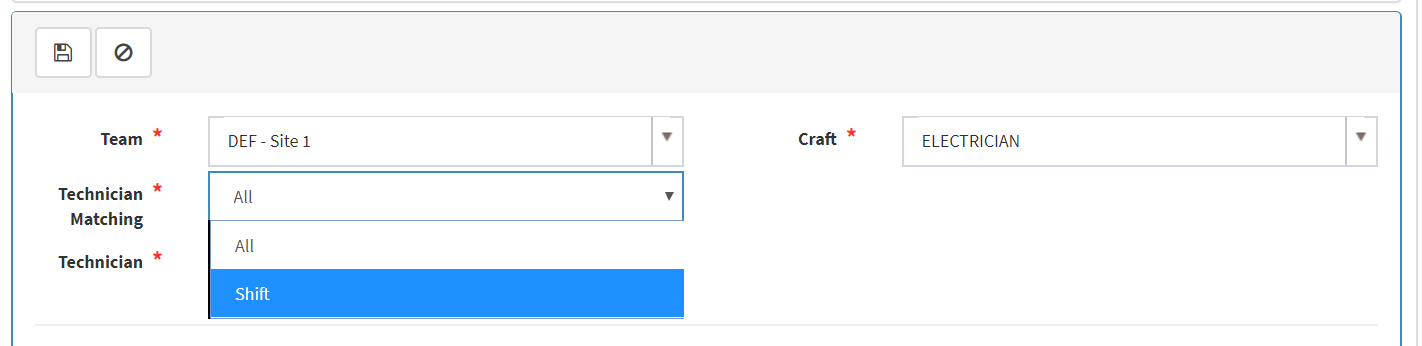 Team *
DEF - Site 1
Craft *
ELECTRICIAN
Technician *
Matching
All
All
Technician *
Shift